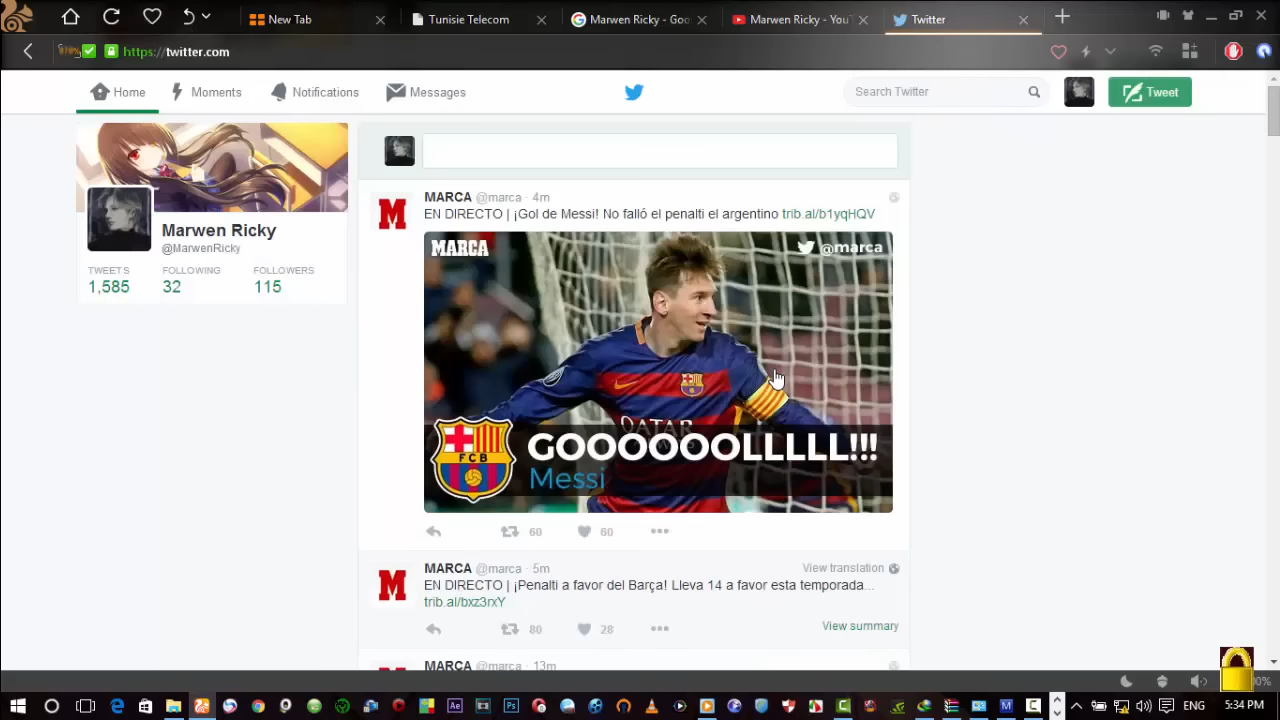 New Tab
Tunisie Telecom
Marwen Ricky - Goo
Marwen Ricky - YouT
Twitter
https://twitter.com
Home
Moments
Notifications
Messages
Search Twitter
Tweet
Marwen Ricky
@MarwenRicky
TWEETS FOLLOWING FOLLOWERS
1,585 32 115
MARCA @marca · 4m
EN DIRECTO | ¡Gol de Messi! No falló el penalti el argentino trib.al/b1yqHQV
MARCA
@marca
FCB
QATAR
GOOOOOOLLLLL!!!
Messi
60 60
MARCA @marca · 5m
View translation
EN DIRECTO | ¡Penalti a favor del Barça! Lleva 14 a favor esta temporada...
trib.al/bxz3rxY
80 28
View summary
MARCA @marca · 13m
ENG
5:34 PM